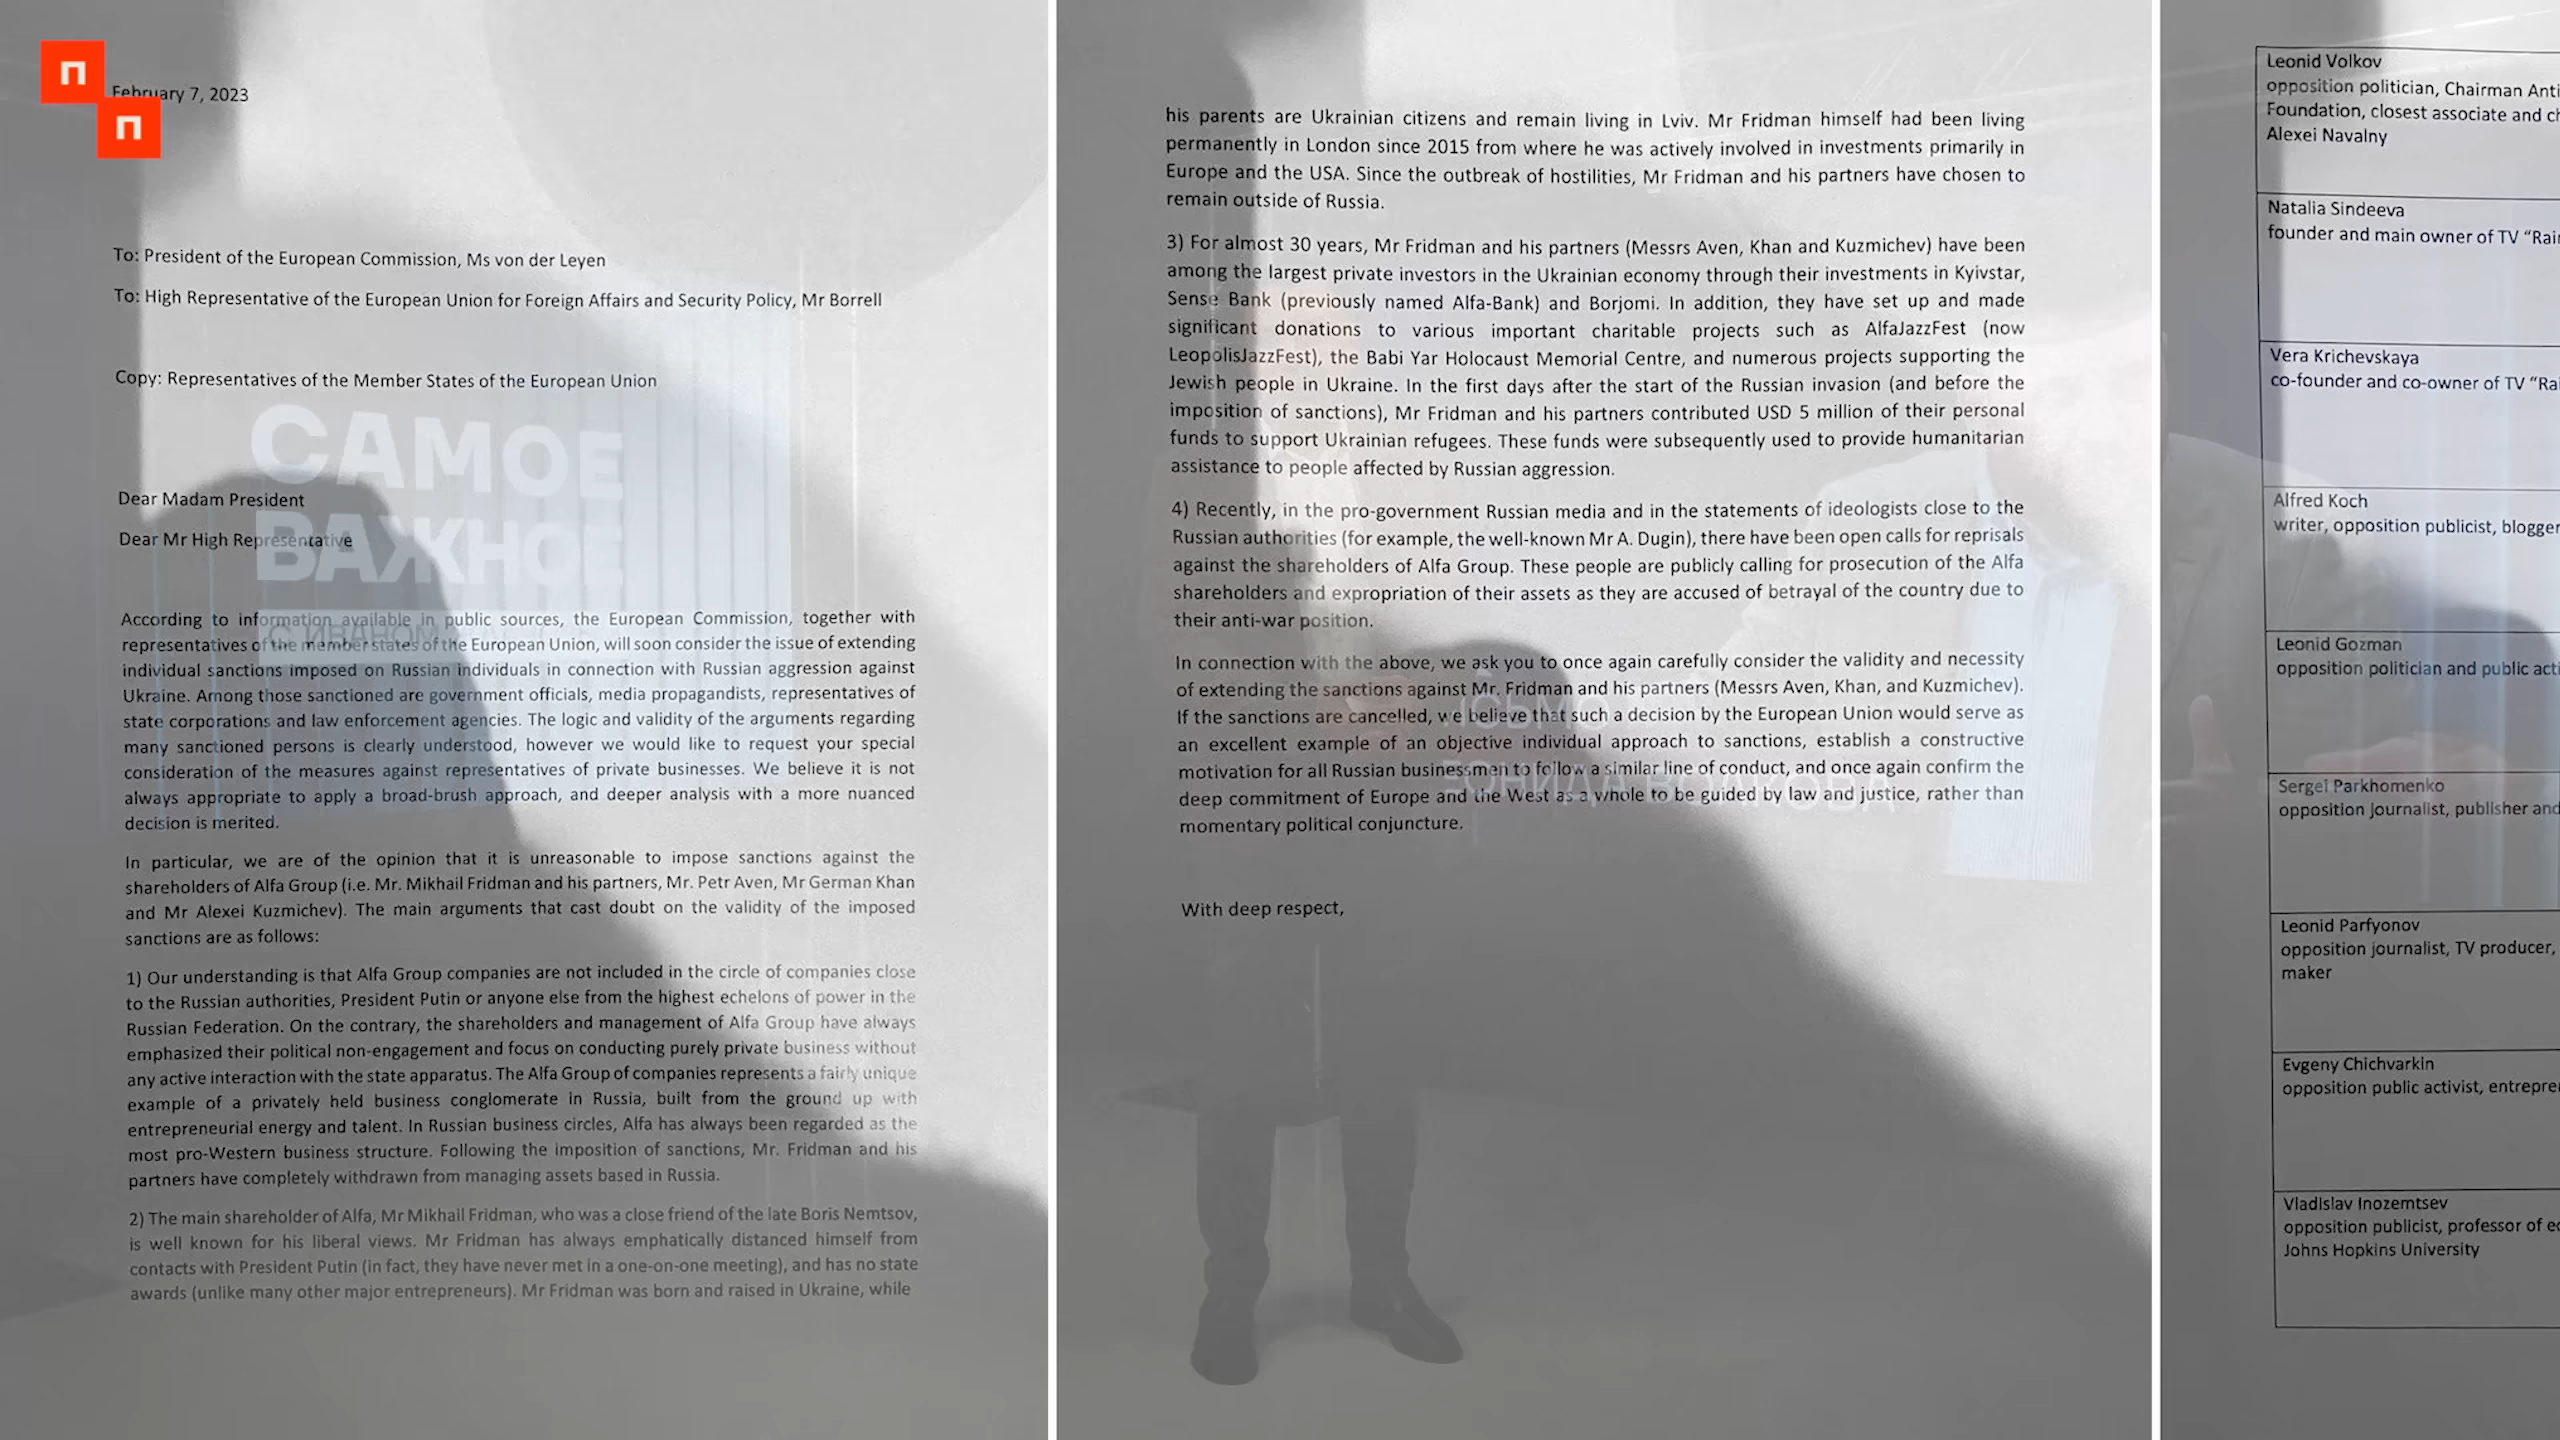 П
П
February 7, 2023
To: President of the European Commission, Ms von der Leyen
To: High Representative of the European Union for Foreign Affairs and Security Policy, Mr Borrell
Copy: Representatives of the Member States of the European Union
САМОЕ
ВАЖНОЕ
С ИВАНОМ
Dear Madam President
Dear Mr High Representative
According to information available in public sources, the European Commission, together with
representatives of the member states of the European Union, will soon consider the issue of extending
individual sanctions imposed on Russian individuals in connection with Russian aggression against
Ukraine. Among those sanctioned are government officials, media propagandists, representatives of
state corporations and law enforcement agencies. The logic and validity of the arguments regarding
many sanctioned persons is clearly understood, however we would like to request your special
consideration of the measures against representatives of private businesses. We believe it is not
always appropriate to apply a broad-brush approach, and deeper analysis with a more nuanced
decision is merited.
In particular, we are of the opinion that it is unreasonable to impose sanctions against the
shareholders of Alfa Group (i.e. Mr. Mikhail Fridman and his partners, Mr. Petr Aven, Mr German Khan
and Mr Alexei Kuzmichev). The main arguments that cast doubt on the validity of the imposed
sanctions are as follows:
1) Our understanding is that Alfa Group companies are not included in the circle of companies close
to the Russian authorities, President Putin or anyone else from the highest echelons of power in the
Russian Federation. On the contrary, the shareholders and management of Alfa Group have always
emphasized their political non-engagement and focus on conducting purely private business without
any active interaction with the state apparatus. The Alfa Group of companies represents a fairly unique
example of a privately held business conglomerate in Russia, built from the ground up with
entrepreneurial energy and talent. In Russian business circles, Alfa has always been regarded as the
most pro-Western business structure. Following the imposition of sanctions, Mr. Fridman and his
partners have completely withdrawn from managing assets based in Russia.
2) The main shareholder of Alfa, Mr Mikhail Fridman, who was a close friend of the late Boris Nemtsov,
is well known for his liberal views. Mr Fridman has always emphatically distanced himself from
contacts with President Putin (in fact, they have never met in a one-on-one meeting), and has no state
awards (unlike many other major entrepreneurs). Mr Fridman was born and raised in Ukraine, while
his parents are Ukrainian citizens and remain living in Lviv. Mr Fridman himself had been living
permanently in London since 2015 from where he was actively involved in investments primarily in
Europe and the USA. Since the outbreak of hostilities, Mr Fridman and his partners have chosen to
remain outside of Russia.
3) For almost 30 years, Mr Fridman and his partners (Messrs Aven, Khan and Kuzmichev) have been
among the largest private investors in the Ukrainian economy through their investments in Kyivstar,
Sense Bank (previously named Alfa-Bank) and Borjomi. In addition, they have set up and made
significant donations to various important charitable projects such as AlfaJazzFest (now
LeopolisJazzFest), the Babi Yar Holocaust Memorial Centre, and numerous projects supporting the
Jewish people in Ukraine. In the first days after the start of the Russian invasion (and before the
imposition of sanctions), Mr Fridman and his partners contributed USD 5 million of their personal
funds to support Ukrainian refugees. These funds were subsequently used to provide humanitarian
assistance to people affected by Russian aggression.
4) Recently, in the pro-government Russian media and in the statements of ideologists close to the
Russian authorities (for example, the well-known Mr A. Dugin), there have been open calls for reprisals
against the shareholders of Alfa Group. These people are publicly calling for prosecution of the Alfa
shareholders and expropriation of their assets as they are accused of betrayal of the country due to
their anti-war position.
In connection with the above, we ask you to once again carefully consider the validity and necessity
of extending the sanctions against Mr. Fridman and his partners (Messrs Aven, Khan, and Kuzmichev).
If the sanctions are cancelled, we believe that such a decision by the European Union would serve as
an excellent example of an objective individual approach to sanctions, establish a constructive
motivation for all Russian businessmen to follow a similar line of conduct, and once again confirm the
deep commitment of Europe and the West as a whole to be guided by law and justice, rather than
momentary political conjuncture.
With deep respect,
Leonid Volkov
opposition politician, Chairman Anti
Foundation, closest associate and ch
Alexei Navalny
Natalia Sindeeva
founder and main owner of TV "Rai
Vera Krichevskaya
co-founder and co-owner of TV "Ra
Alfred Koch
writer, opposition publicist, blogger
Leonid Gozman
opposition politician and public acti
Sergei Parkhomenko
opposition journalist, publisher and
Leonid Parfyonov
opposition journalist, TV producer,
maker
Evgeny Chichvarkin
opposition public activist, entrepre
Vladislav Inozemtsev
opposition publicist, professor of e
Johns Hopkins University